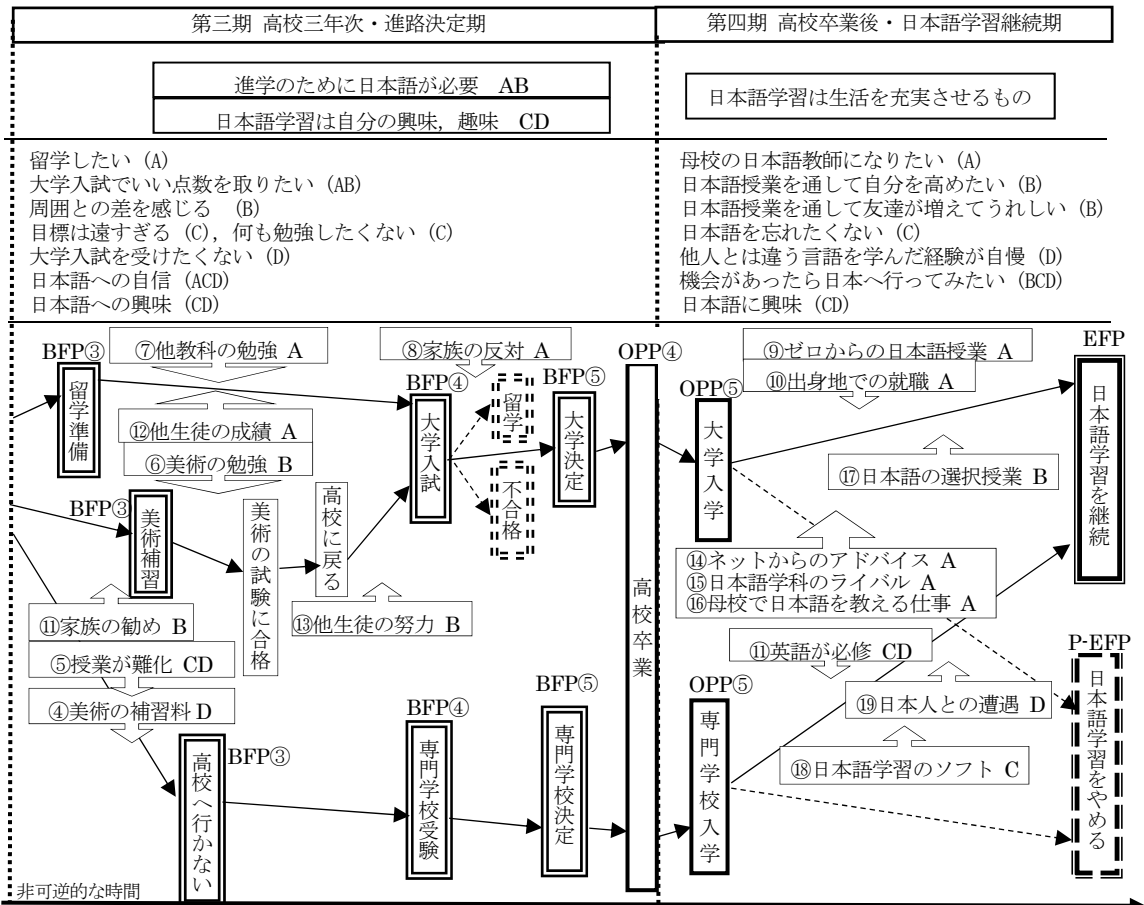 第三期 高校三年次・進路決定期
第四期 高校卒業後・日本語学習継続期
進学のために日本語が必要 AB
日本語学習は自分の興味，趣味 CD
日本語学習は生活を充実させるもの
留学したい (A)
大学入試でいい点数を取りたい (AB)
周囲との差を感じる (B)
目標は遠すぎる (C)，何も勉強したくない (C)
大学入試を受けたくない (D)
日本語への自信 (ACD)
日本語への興味 (CD)
母校の日本語教師になりたい (A)
日本語授業を通して自分を高めたい (B)
日本語授業を通して友達が増えてうれしい (B)
日本語を忘れたくない (C)
他人とは違う言語を学んだ経験が自慢 (D)
機会があったら日本へ行ってみたい (BCD)
日本語に興味 (CD)
BFP③
留学準備
⑦他教科の勉強 A
⑫他生徒の成績 A
⑥美術の勉強 B
BFP③
美術補習
美術の試験に合格
高校に戻る
⑪家族の勧め B
⑬他生徒の努力 B
⑤授業が難化 CD
④美術の補習料 D
BFP③
高校へ行かない
⑧家族の反対 A
BFP④
大学入試
留学
不合格
BFP⑤
大学決定
BFP④
専門学校受験
BFP⑤
専門学校決定
OPP④
高校卒業
OPP⑤
大学入学
⑨ゼロからの日本語授業 A
⑩出身地での就職 A
⑰日本語の選択授業 B
⑭ネットからのアドバイス A
⑮日本語学科のライバル A
⑯母校で日本語を教える仕事 A
⑪英語が必修 CD
OPP⑤
専門学校入学
⑲日本人との遭遇 D
⑱日本語学習のソフト C
EFP
日本語学習を継続
P-EFP
日本語学習をやめる
非可逆的な時間